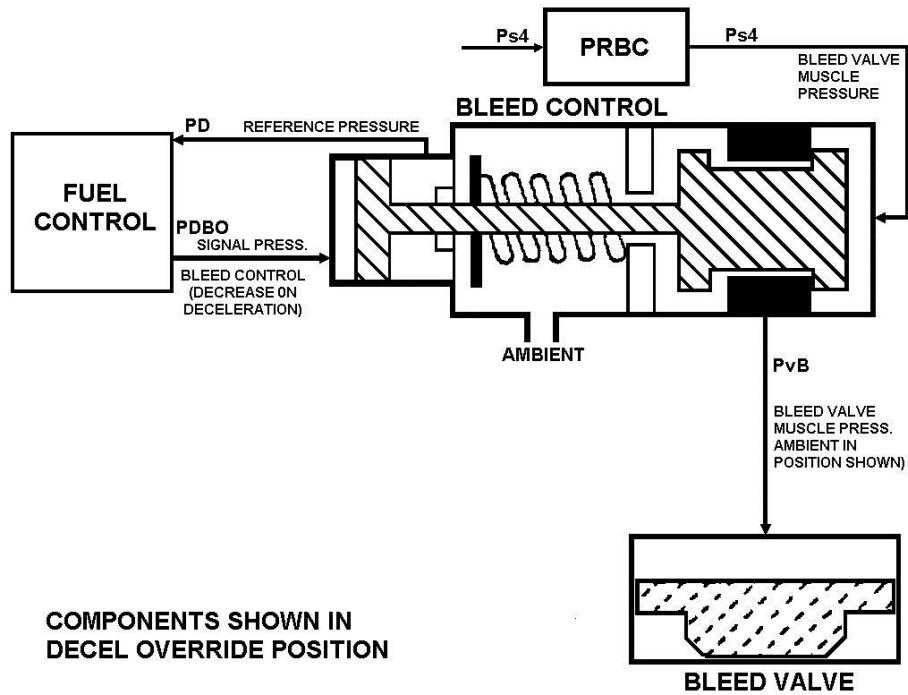 Ps4
PRBC
Ps4
BLEED VALVE
MUSCLE
PRESSURE
BLEED CONTROL
PD
REFERENCE PRESSURE
FUEL
CONTROL
PDBO
SIGNAL PRESS.
BLEED CONTROL
(DECREASE 0N
DECELERATION)
AMBIENT
PvB
BLEED VALVE
MUSCLE PRESS.
AMBIENT IN
POSITION SHOWN)
COMPONENTS SHOWN IN
DECEL OVERRIDE POSITION
BLEED VALVE